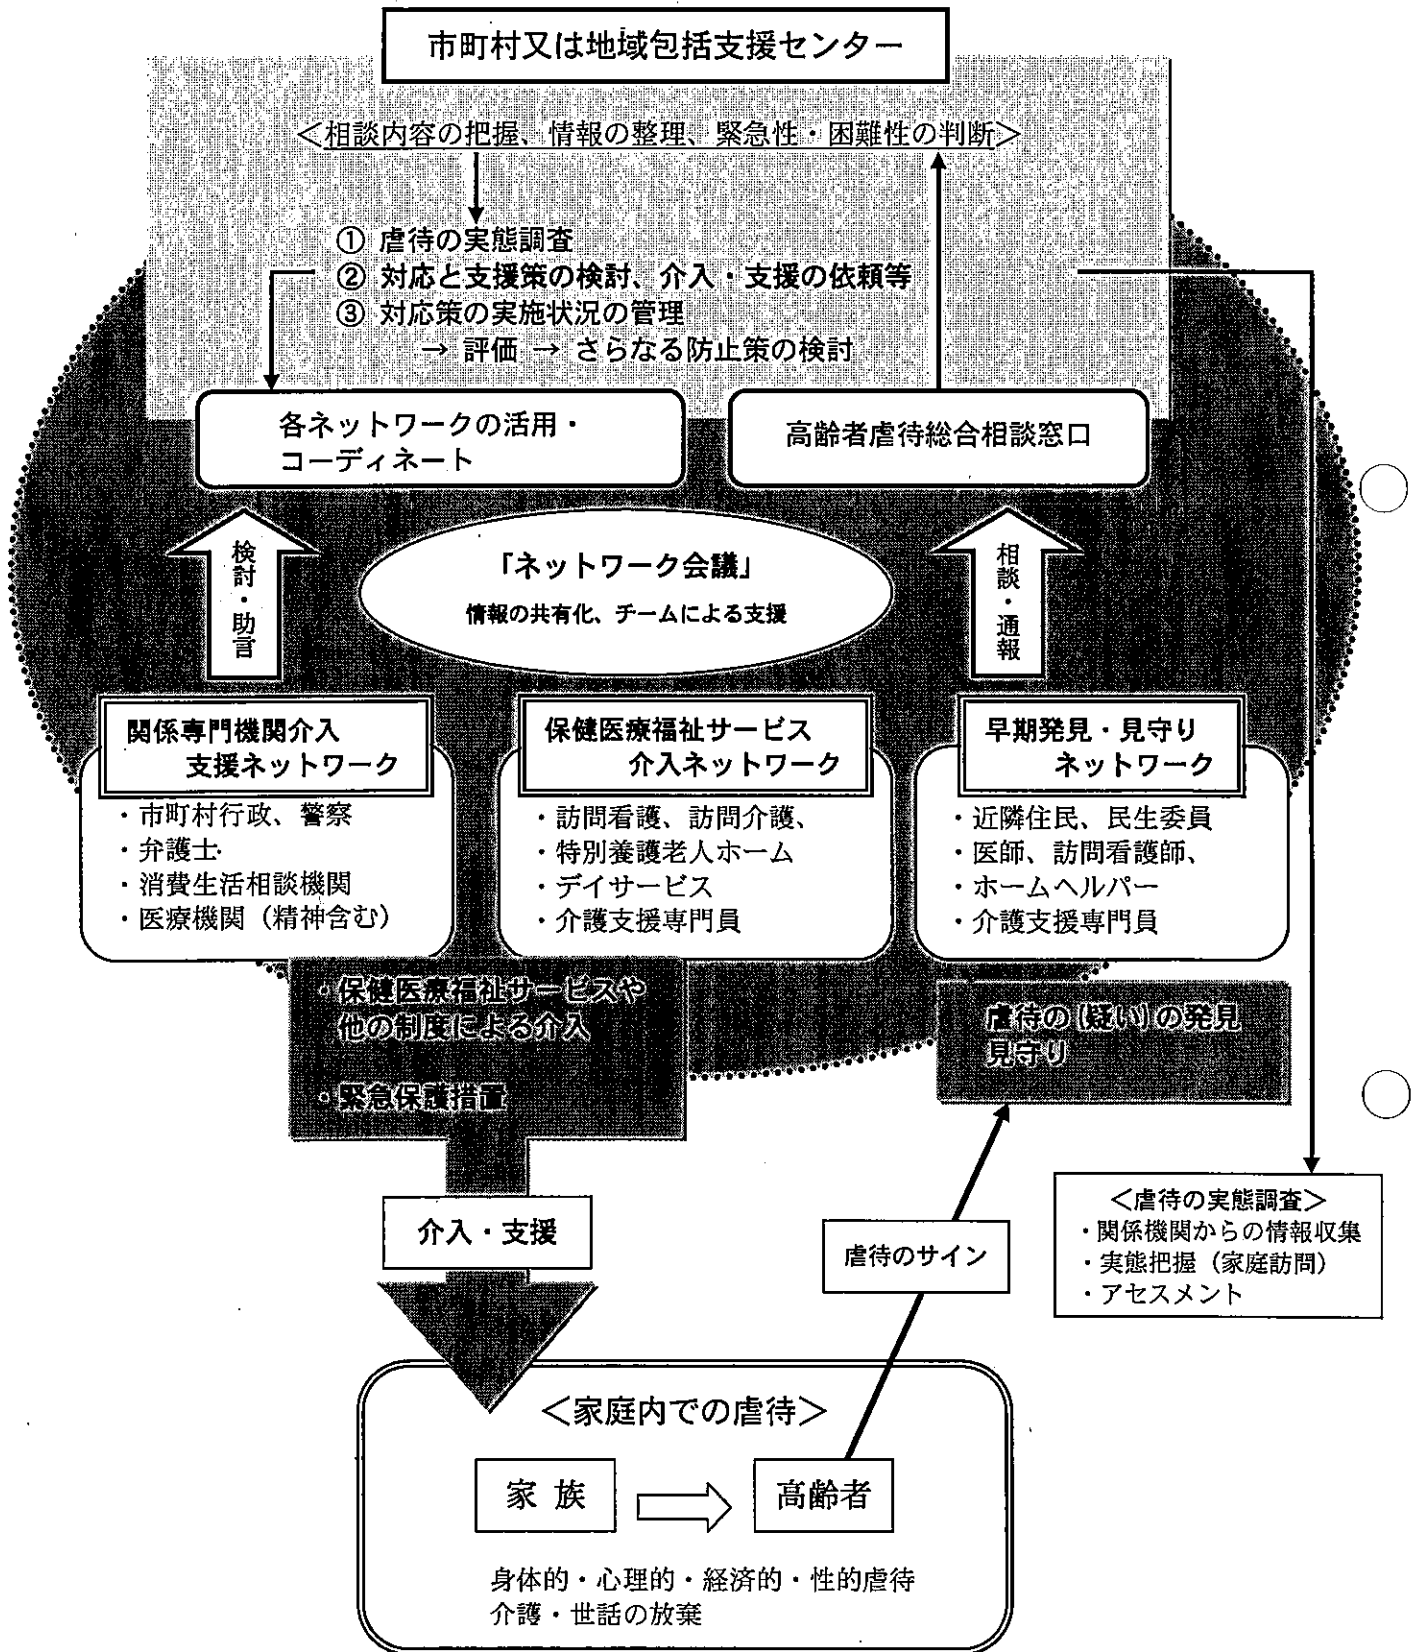 市町村又は地域包括支援センター
＜相談内容の把握、情報の整理、緊急性・困難性の判断＞
① 虐待の実態調査
② 対応と支援策の検討、介入・支援の依頼等
③ 対応策の実施状況の管理
→ 評価 → さらなる防止策の検討
各ネットワークの活用・
コーディネート
高齢者虐待総合相談窓口
検討・助言
「ネットワーク会議」
情報の共有化、チームによる支援
相談・通報
関係専門機関介入
支援ネットワーク
・市町村行政、警察
・弁護士
・消費生活相談機関
・医療機関（精神含む）
保健医療福祉サービス
介入ネットワーク
・訪問看護、訪問介護、
・特別養護老人ホーム
・デイサービス
・介護支援専門員
早期発見・見守り
ネットワーク
・近隣住民、民生委員
・医師、訪問看護師、
・ホームヘルパー
・介護支援専門員
・保健医療福祉サービスや
他の制度による介入
・緊急保護措置
虐待の(疑い)の発見
見守り
介入・支援
虐待のサイン
＜虐待の実態調査＞
・関係機関からの情報収集
・実態把握（家庭訪問）
・アセスメント
＜家庭内での虐待＞
家 族
高齢者
身体的・心理的・経済的・性的虐待
介護・世話の放棄